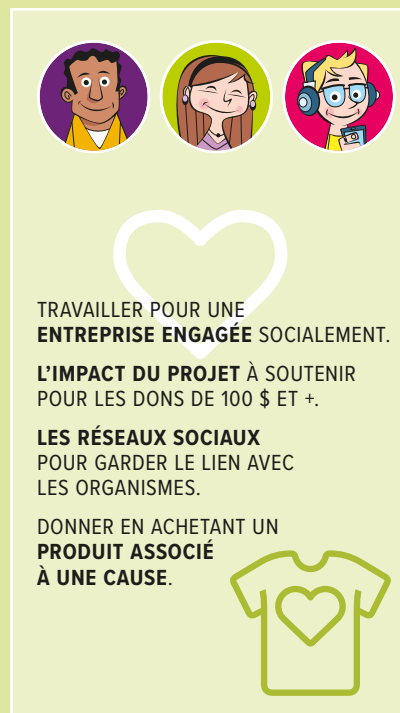 TRAVAILLER POUR UNE
ENTREPRISE ENGAGÉE SOCIALEMENT.
L'IMPACT DU PROJET À SOUTENIR
POUR LES DONS DE 100 $ ET +.
LES RÉSEAUX SOCIAUX
POUR GARDER LE LIEN AVEC
LES ORGANISMES.
DONNER EN ACHETANT UN
PRODUIT ASSOCIÉ
À UNE CAUSE.